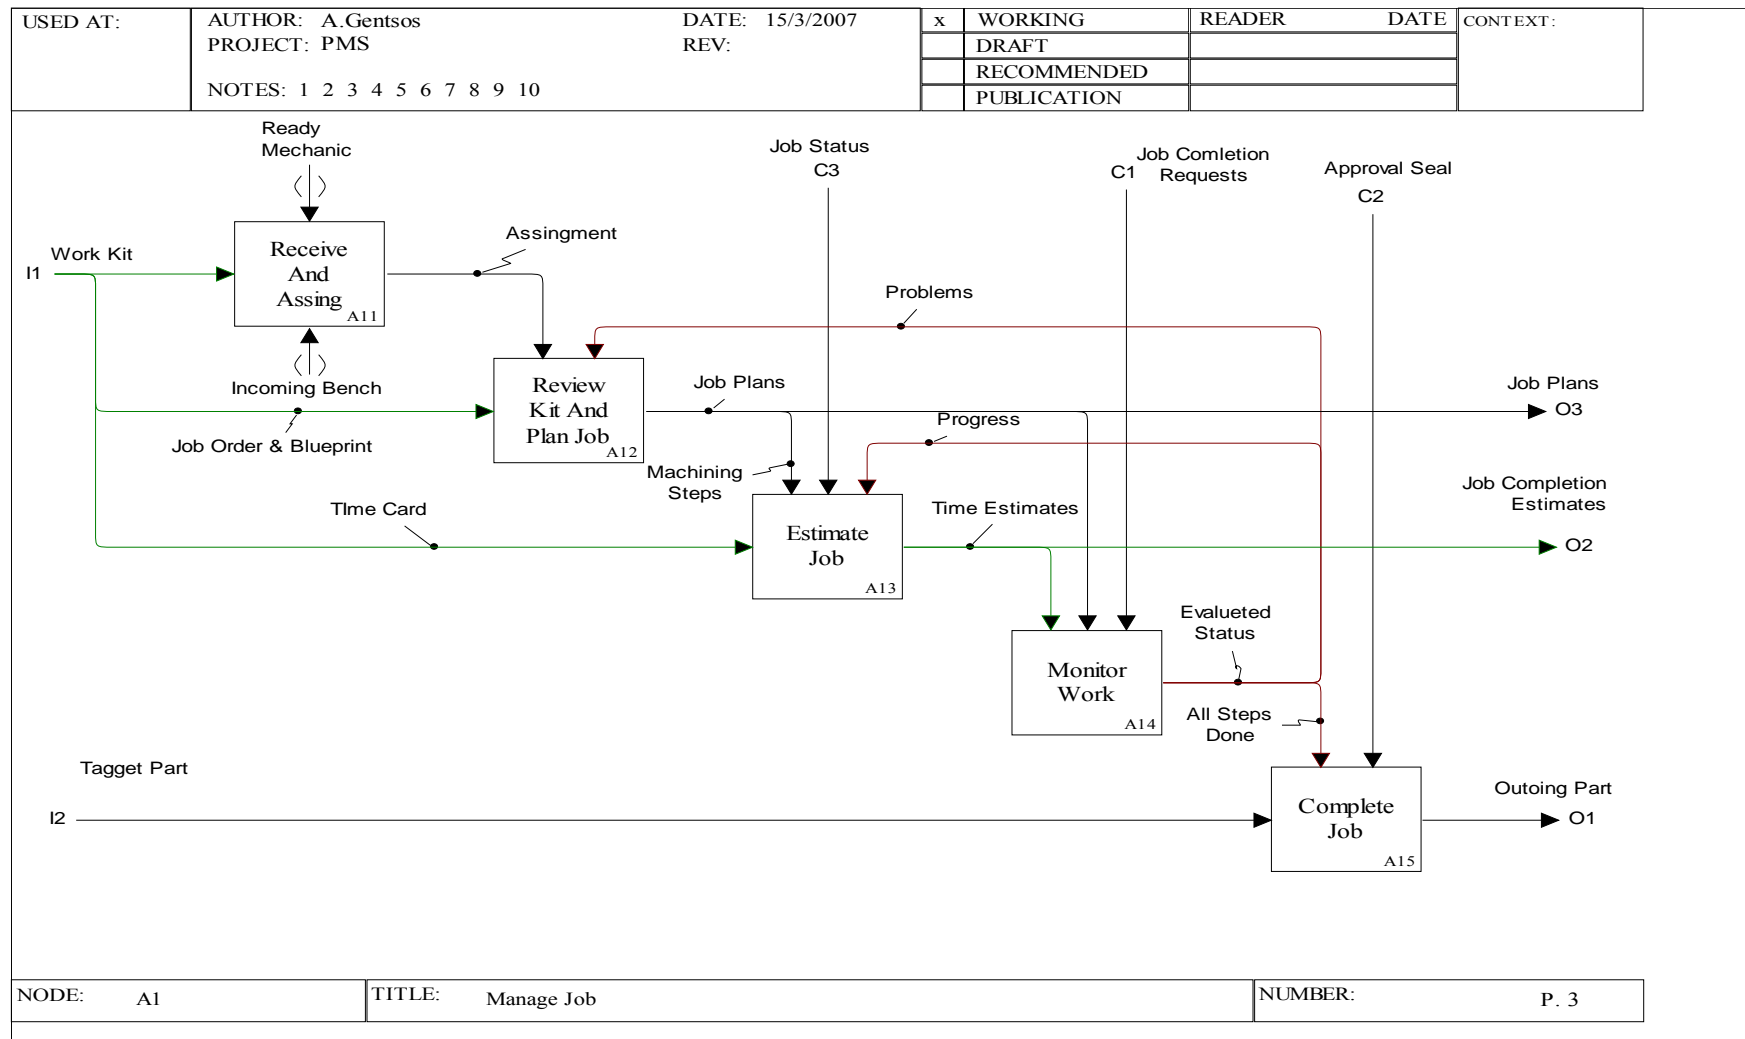 USED AT:
AUTHOR: A.Gentsos
DATE: 15/3/2007
x
WORKING
READER
DATE
CONTEXT:
PROJECT: PMS
REV:
DRAFT
RECOMMENDED
NOTES: 1 2 3 4 5 6 7 8 9 10
PUBLICATION
Ready
Mechanic
Job Status
C3
C1
Job Comletion
Requests
Approval Seal
C2
I1
Work Kit
Receive
And
Assing
A11
Assingment
Problems
Incoming Bench
Job Order & Blueprint
Review
Kit And
Plan Job
A12
Job Plans
Progress
Job Plans
O3
Machining
Steps
TIme Card
Estimate
Job
A13
Time Estimates
Job Completion
Estimates
O2
Evalueted
Status
Monitor
Work
A14
All Steps
Done
Tagget Part
I2
Complete
Job
A15
Outoing Part
O1
NODE: A1
TITLE: Manage Job
NUMBER: P. 3